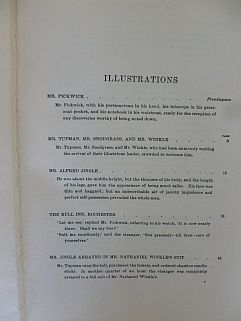 ILLUSTRATIONS
MR. PICKWICK . . . . . . . . . . Frontispiece
Mr. Pickwick, with his portmanteau in his hand, his telescope in his great-
coat pocket, and his notebook in his waistcoat, ready for the reception of
any discoveries worthy of being noted down.
PAGE
MR. TUPMAN, MR. SNODGRASS, AND MR. WINKLE . . . . 8
Mr. Tupman, Mr. Snodgrass, and Mr. Winkle, who had been anxiously waiting
the arrival of their illustrious leader, crowded to welcome him.
MR. ALFRED JINGLE . . . . . . . .
He was about the middle height, but the thinness of his body, and the length
of his legs, gave him the appearance of being much taller. His face was
thin and haggard; but an indescribable air of jaunty impudence and
perfect self-possession pervaded the whole man.
THE BULL INN, ROCHESTER . . . . . . .
'Let me see,' replied Mr. Pickwick, referring to his watch, 'it is now nearly
three. Shall we say five?'
'Suit me excellently,' said the stranger, 'five precisely—till then—care of
yourselves.'
MR. JINGLE ARRAYED IN MR. NATHANIEL WINKLE'S SUIT . .
Mr. Tupman rang the bell, purchased the tickets, and ordered chamber candle-
sticks. In another quarter of an hour the stranger was completely
arrayed in a full suit of Mr. Nathaniel Winkle's.